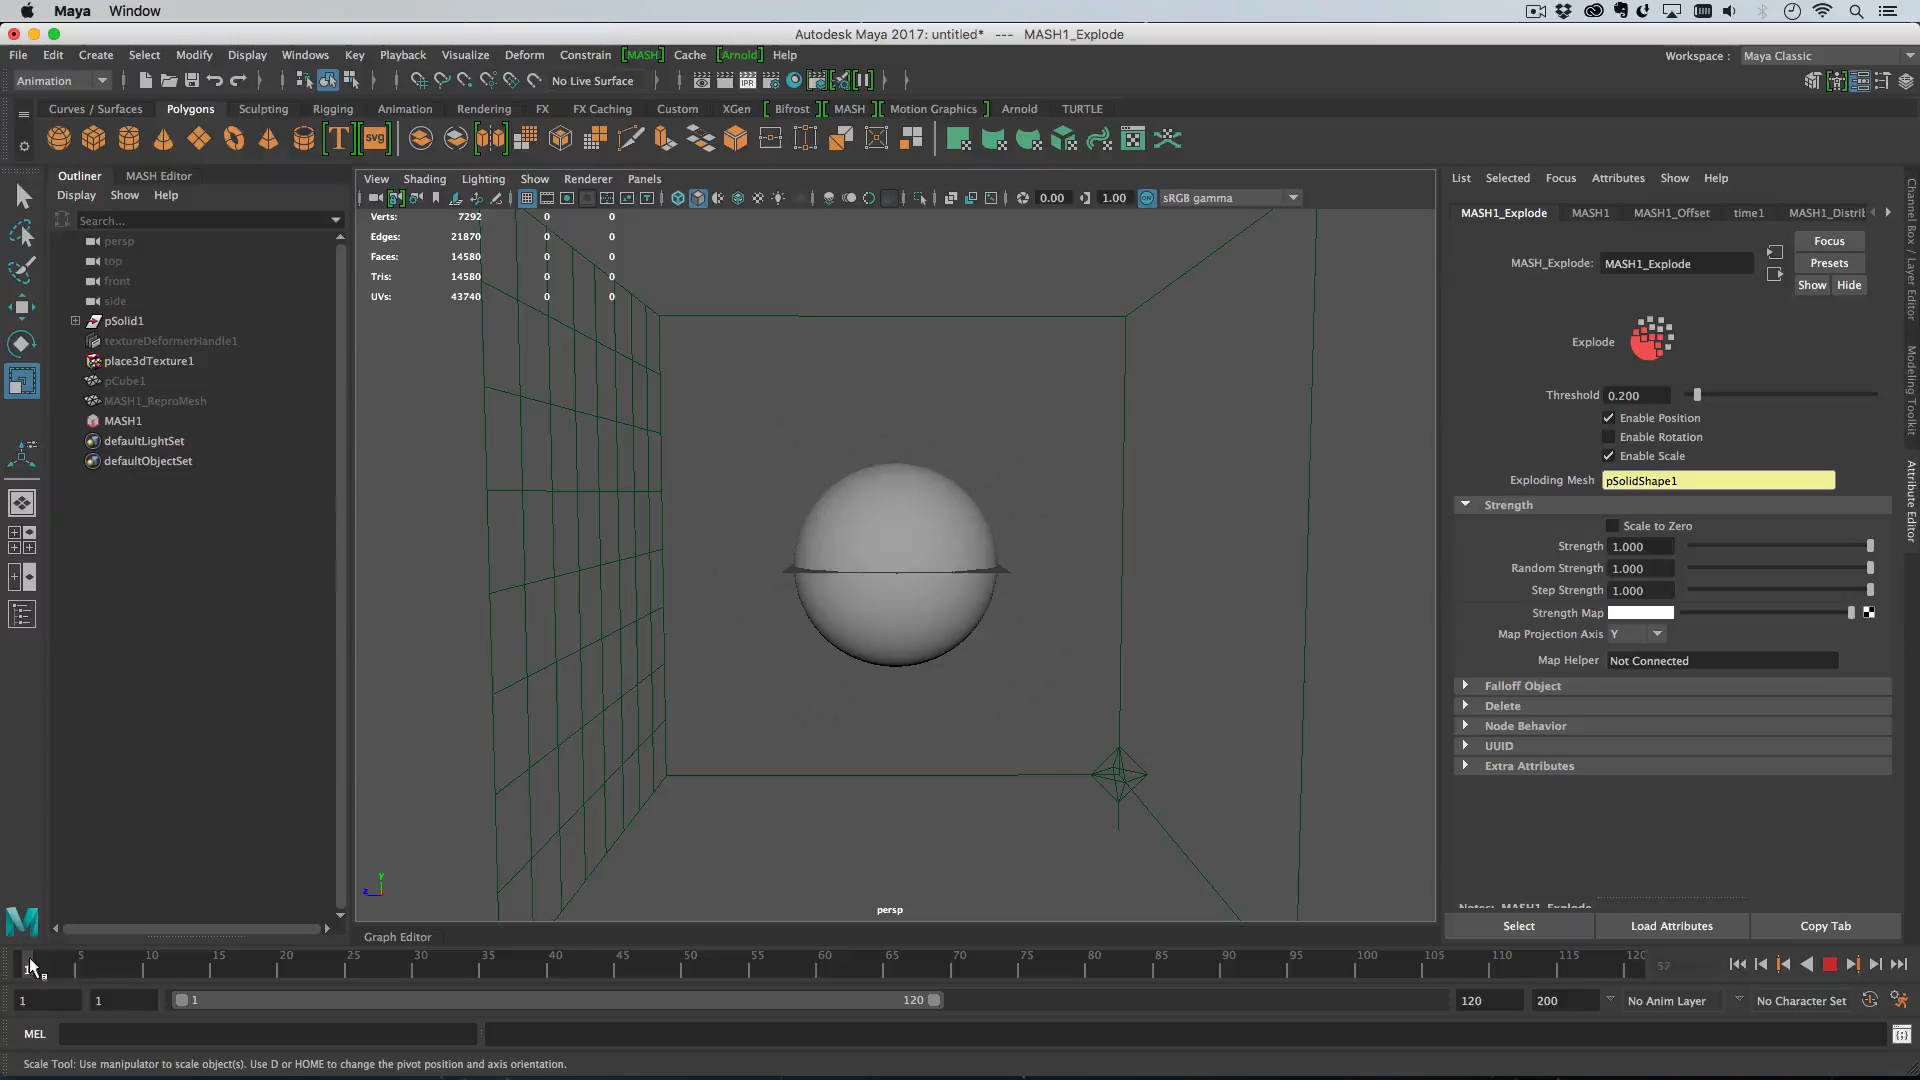 Maya Window
Autodesk Maya 2017: untitled* --- MASH1_Explode
File Edit Create Select Modify Display Windows Key Playback Visualize Deform Constrain [MASH] Cache [Arnold] Help
Workspace : Maya Classic
Animation
No Live Surface
IPR
Curves / Surfaces Polygons Sculpting Rigging Animation Rendering FX FX Caching Custom XGen [ Bifrost ][ MASH ][ Motion Graphics ] Arnold TURTLE
T svg
Outliner MASH Editor
Display Show Help
Search...
persp
top
front
side
pSolid1
textureDeformerHandle1
place3dTexture1
pCube1
MASH1_ReproMesh
MASH1
defaultLightSet
defaultObjectSet
View Shading Lighting Show Renderer Panels
0.00 1.00 ON sRGB gamma
Verts: 7292 0 0
Edges: 21870 0 0
Faces: 14580 0 0
Tris: 14580 0 0
UVs: 43740 0 0
y
z
persp
Graph Editor
List Selected Focus Attributes Show Help
MASH1_Explode MASH1 MASH1_Offset time1 MASH1_Distrib
MASH_Explode: MASH1_Explode
Focus
Presets
Show Hide
Explode
Threshold 0.200
Enable Position
Enable Rotation
Enable Scale
Exploding Mesh pSolidShape1
Strength
Scale to Zero
Strength 1.000
Random Strength 1.000
Step Strength 1.000
Strength Map
Map Projection Axis Y
Map Helper Not Connected
Falloff Object
Delete
Node Behavior
UUID
Extra Attributes
Notes: MASH1_Explode
Select Load Attributes Copy Tab
Channel Box / Layer Editor
Modeling Toolkit
Attribute Editor
5 10 15 20 25 30 35 40 45 50 55 60 65 70 75 80 85 90 95 100 105 110 115 120
57
1 1 1 120 120 200 No Anim Layer No Character Set
MEL
Scale Tool: Use manipulator to scale object(s). Use D or HOME to change the pivot position and axis orientation.